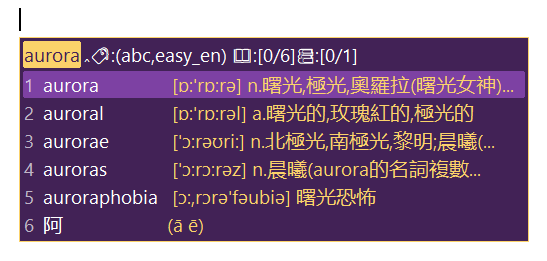 aurora :(abc,easy_en) :[0/6] :[0/1]
1 aurora [ɒ:'rɒ:rə] n.曙光,極光,奧羅拉(曙光女神)...
2 auroral [ɒ:'rɒ:rəl] a.曙光的,玫瑰紅的,極光的
3 aurorae ['ɔ:rəʊri:] n.北極光,南極光,黎明;晨曦(...
4 auroras ['ɔ:rɔ:rəz] n.晨曦(aurora的名詞複數...
5 auroraphobia [ɔ:,rɔrə'fəubiə] 曙光恐怖
6 阿 (ā ē)